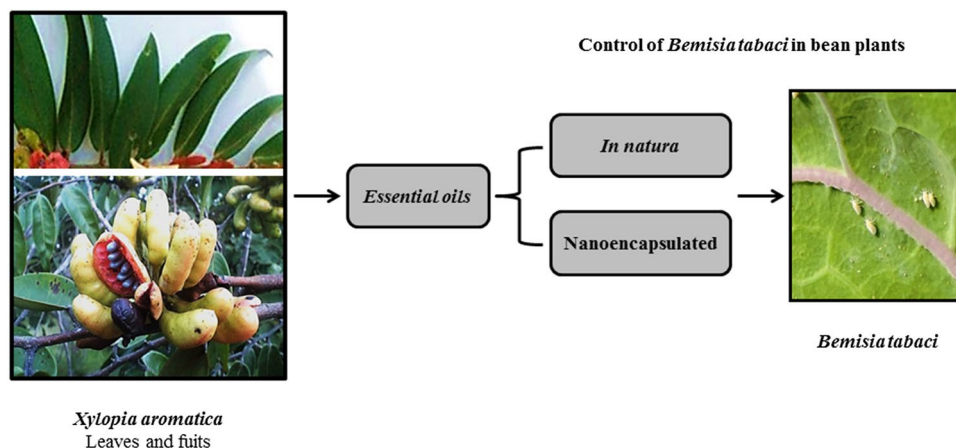 Control of Bemisia tabaci in bean plants
In natura
Essential oils
Nanoencapsulated
Bemisia tabaci
Xylopia aromatica
Leaves and fuits